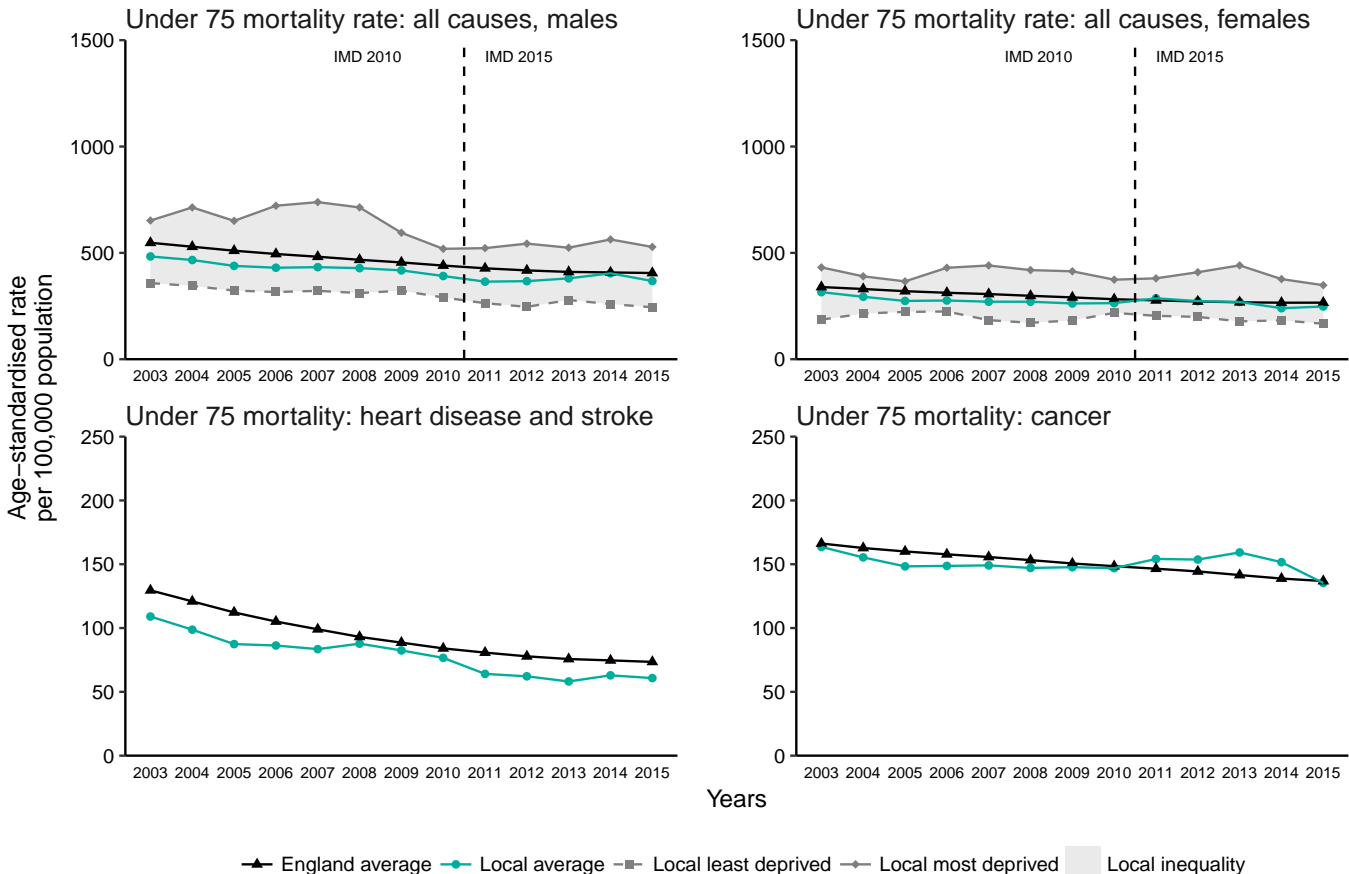 Under 75 mortality rate: all causes, males
Under 75 mortality rate: all causes, females
1500
1000
500
0
IMD 2010
IMD 2015
2003 2004 2005 2006 2007 2008 2009 2010 2011 2012 2013 2014 2015
1500
1000
500
0
IMD 2010
IMD 2015
2003 2004 2005 2006 2007 2008 2009 2010 2011 2012 2013 2014 2015
Age−standardised rate
per 100,000 population
Under 75 mortality: heart disease and stroke
Under 75 mortality: cancer
250
200
150
100
50
0
2003 2004 2005 2006 2007 2008 2009 2010 2011 2012 2013 2014 2015
250
200
150
100
50
0
2003 2004 2005 2006 2007 2008 2009 2010 2011 2012 2013 2014 2015
Years
England average Local average Local least deprived Local most deprived Local inequality